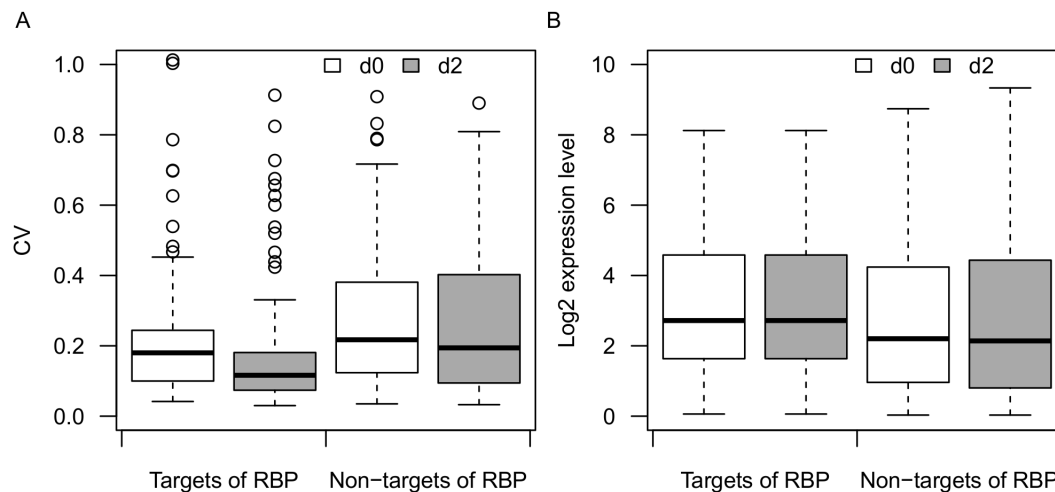 A
CV
1.0
0.8
0.6
0.4
0.2
0.0
d0 d2
Targets of RBP Non−targets of RBP
B
Log2 expression level
10
8
6
4
2
0
d0 d2
Targets of RBP Non−targets of RBP